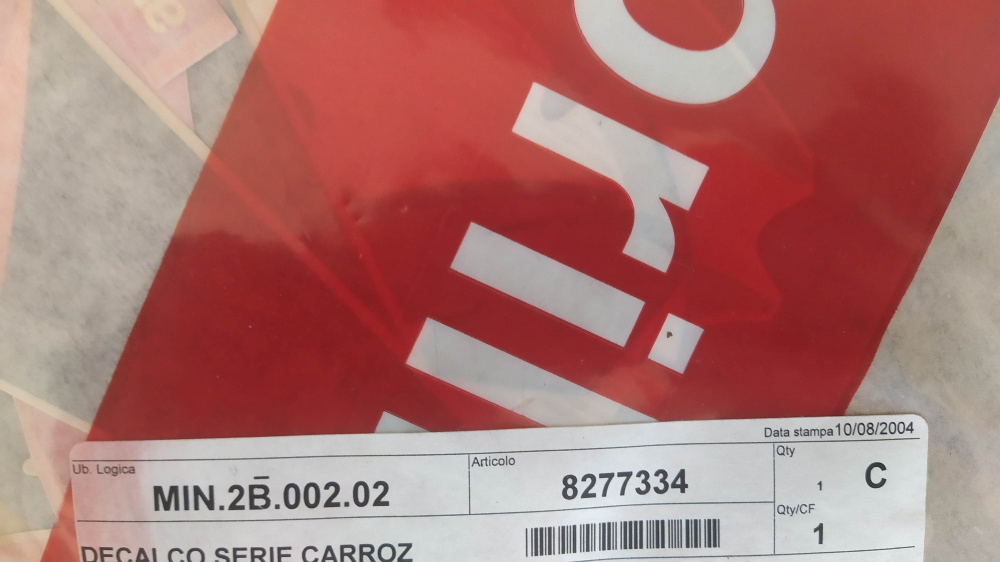 Data stampa 10/08/2004
Ub. Logica
MIN.2B.002.02
Articolo
8277334
Qty
1
C
Qty/CF
1
DECALCO SERIE CARROZ